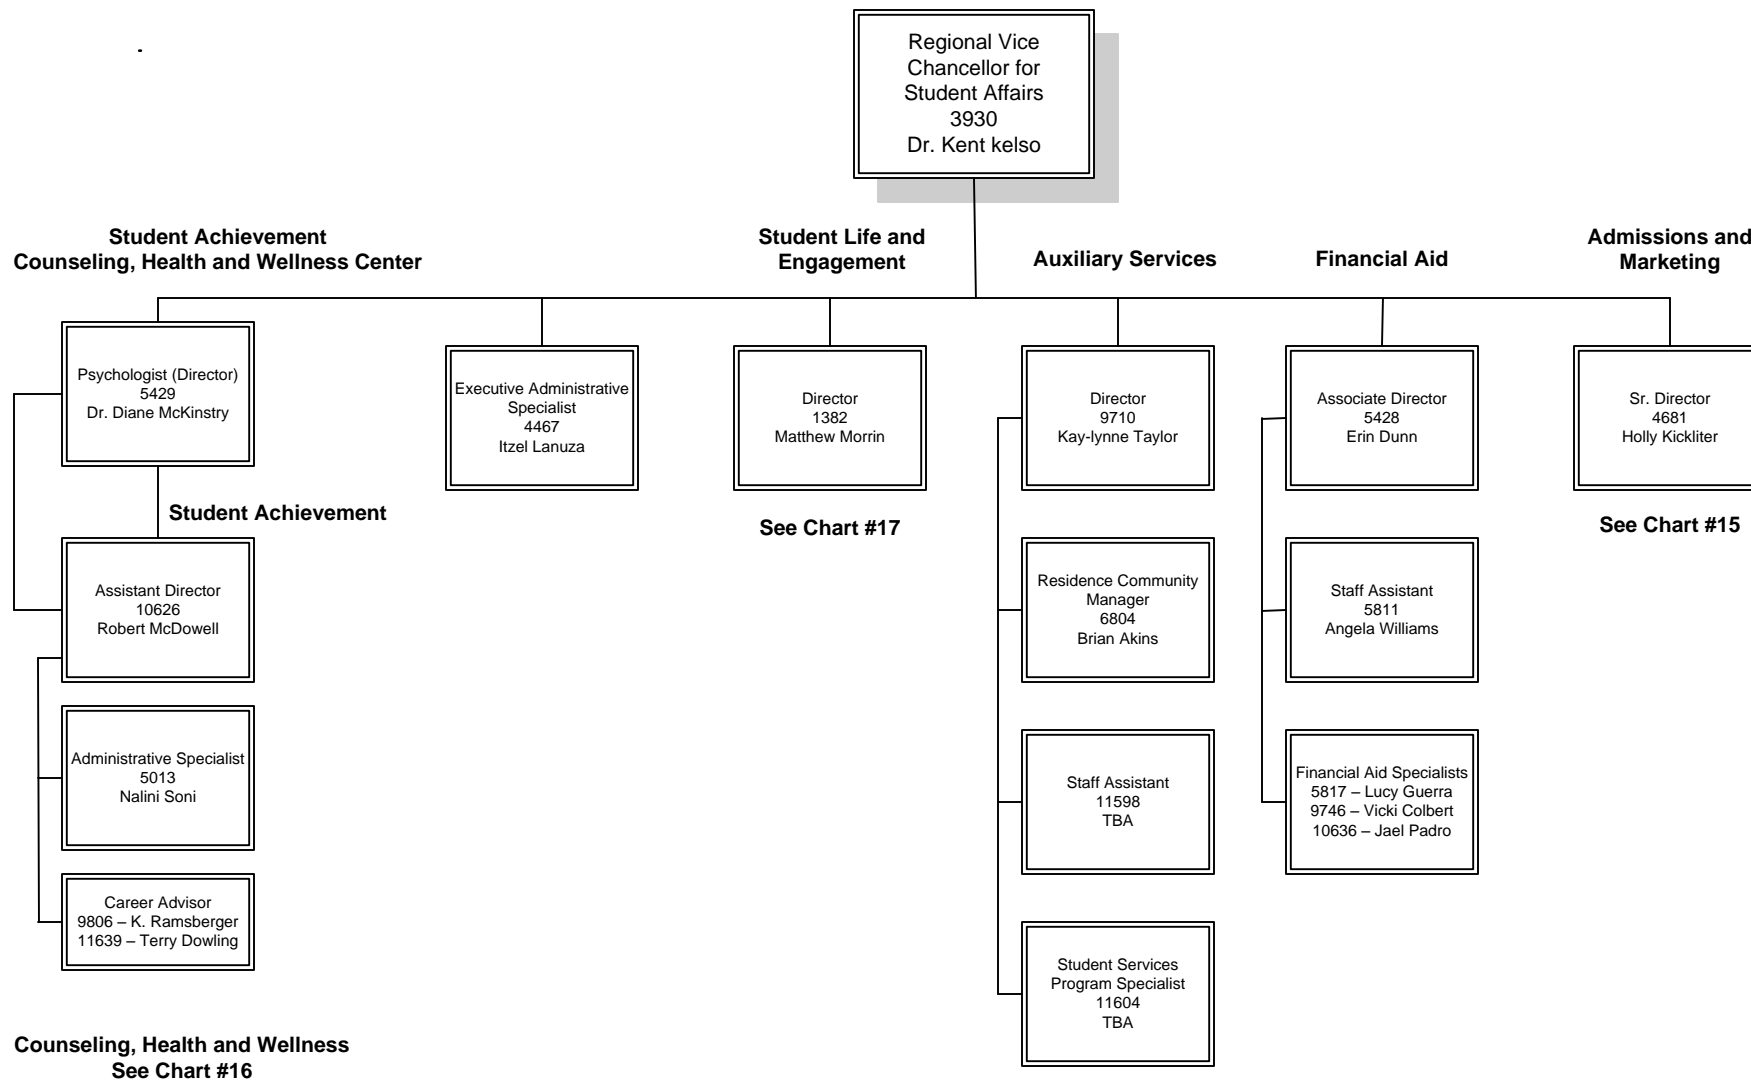 Regional Vice
Chancellor for
Student Affairs
3930
Dr. Kent kelso
Student Achievement
Counseling, Health and Wellness Center
Student Life and
Engagement
Auxiliary Services
Financial Aid
Admissions and
Marketing
Psychologist (Director)
5429
Dr. Diane McKinstry
Executive Administrative
Specialist
4467
Itzel Lanuza
Director
1382
Matthew Morrin
Director
9710
Kay-lynne Taylor
Associate Director
5428
Erin Dunn
Sr. Director
4681
Holly Kickliter
Student Achievement
See Chart #17
See Chart #15
Assistant Director
10626
Robert McDowell
Residence Community
Manager
6804
Brian Akins
Staff Assistant
5811
Angela Williams
Administrative Specialist
5013
Nalini Soni
Staff Assistant
11598
TBA
Financial Aid Specialists
5817 – Lucy Guerra
9746 – Vicki Colbert
10636 – Jael Padro
Career Advisor
9806 – K. Ramsberger
11639 – Terry Dowling
Student Services
Program Specialist
11604
TBA
Counseling, Health and Wellness
See Chart #16